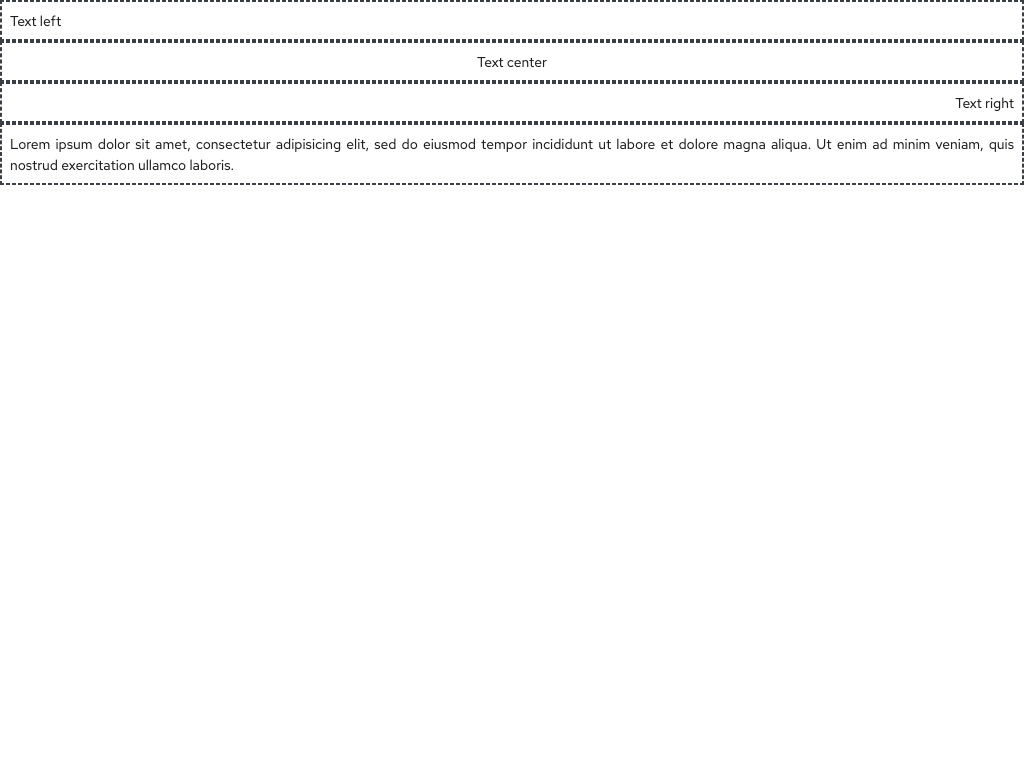 Text left
Text center
Text right
Lorem ipsum dolor sit amet, consectetur adipisicing elit, sed do eiusmod tempor incididunt ut labore et dolore magna aliqua. Ut enim ad minim veniam, quis
nostrud exercitation ullamco laboris.